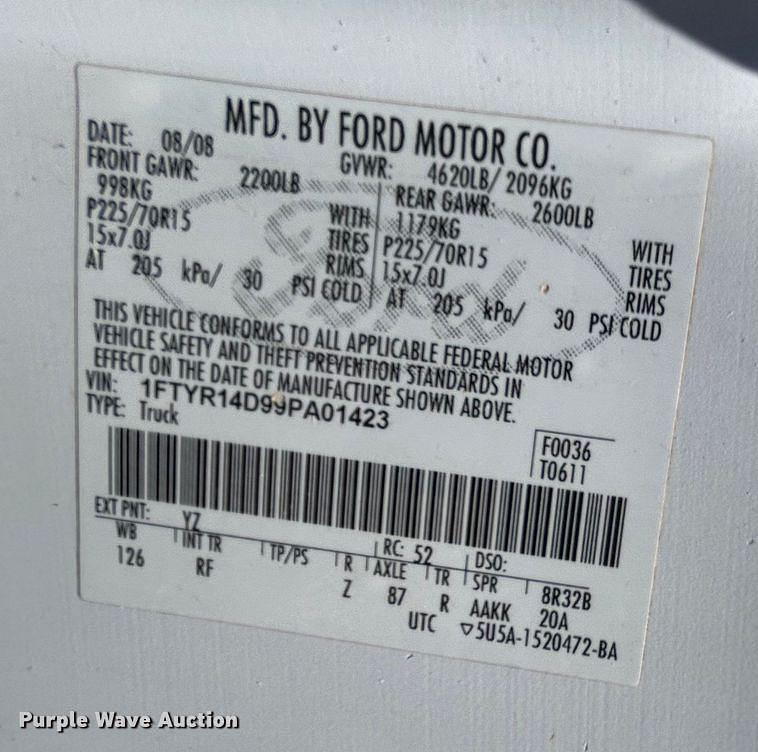 MFD. BY FORD MOTOR CO.
DATE: 08/08 GVWR: 4620LB/ 2096KG
FRONT GAWR: 2200LB REAR GAWR: 2600LB
998KG WITH 1179KG WITH
P225/70R15 TIRES P225/70R15 TIRES
15x7.0J RIMS 15x7.0J RIMS
AT 205 kPa/ 30 PSI COLD AT 205 kPa/ 30 PSI COLD
Ford
THIS VEHICLE CONFORMS TO ALL APPLICABLE FEDERAL MOTOR
VEHICLE SAFETY AND THEFT PREVENTION STANDARDS IN
EFFECT ON THE DATE OF MANUFACTURE SHOWN ABOVE.
VIN: 1FTYR14D99PA01423
TYPE: Truck
F0036
T0611
EXT PNT: YZ RC: 52 DSO:
WB INT TR TP/PS R AXLE TR SPR 8R32B
126 RF Z 87 R AAKK 20A
UTC ▽5U5A-1520472-BA
Purple Wave Auction